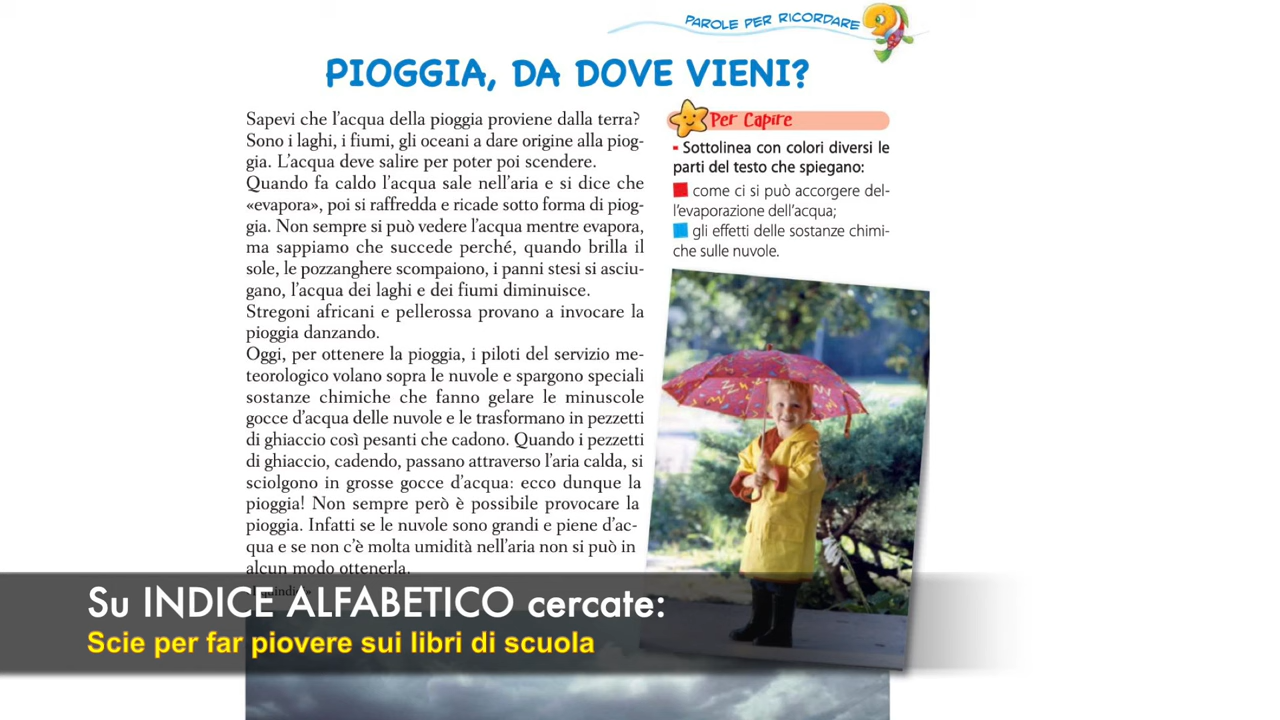 PAROLE PER RICORDARE
PIOGGIA, DA DOVE VIENI?
Sapevi che l'acqua della pioggia proviene dalla terra?
Sono i laghi, i fiumi, gli oceani a dare origine alla piog-
gia. L'acqua deve salire per poter poi scendere.
Quando fa caldo l'acqua sale nell'aria e si dice che
«evapora», poi si raffredda e ricade sotto forma di piog-
gia. Non sempre si può vedere l'acqua mentre evapora,
ma sappiamo che succede perché, quando brilla il
sole, le pozzanghere scompaiono, i panni stesi si asciu-
gano, l'acqua dei laghi e dei fiumi diminuisce.
Stregoni africani e pellerossa provano a invocare la
pioggia danzando.
Oggi, per ottenere la pioggia, i piloti del servizio me-
teorologico volano sopra le nuvole e spargono speciali
sostanze chimiche che fanno gelare le minuscole
gocce d'acqua delle nuvole e le trasformano in pezzetti
di ghiaccio così pesanti che cadono. Quando i pezzetti
di ghiaccio, cadendo, passano attraverso l'aria calda, si
sciolgono in grosse gocce d'acqua: ecco dunque la
pioggia! Non sempre però è possibile provocare la
pioggia. Infatti se le nuvole sono grandi e piene d'ac-
qua e se non c'è molta umidità nell'aria non si può in
alcun modo ottenerla.
Per Capire
Sottolinea con colori diversi le
parti del testo che spiegano:
come ci si può accorgere del-
l'evaporazione dell'acqua;
gli effetti delle sostanze chimi-
che sulle nuvole.
Su INDICE ALFABETICO cercate:
Scie per far piovere sui libri di scuola